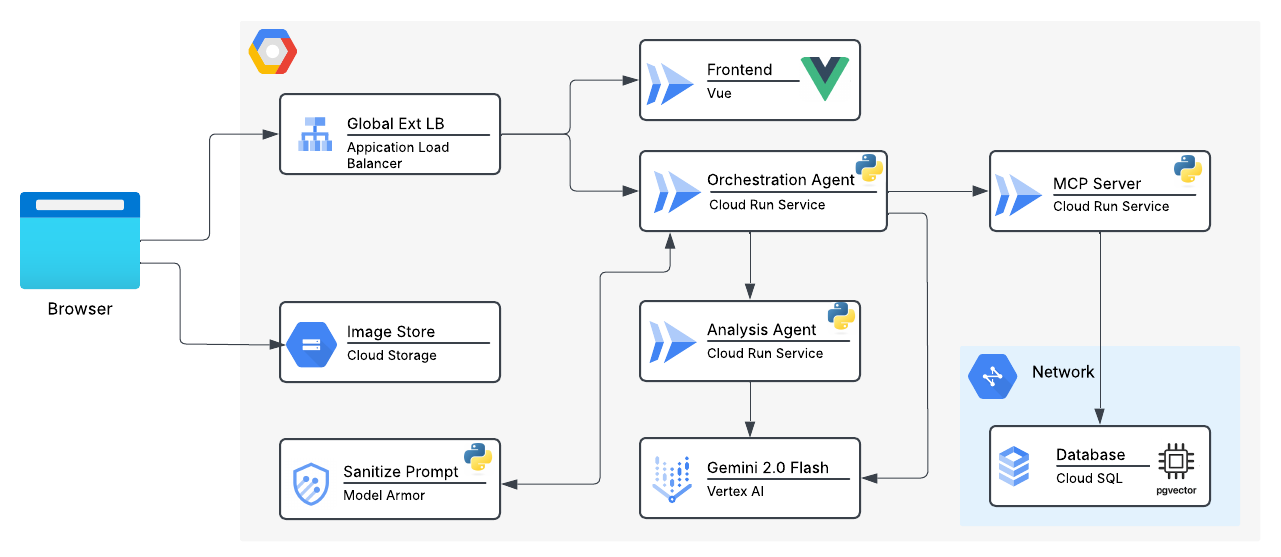 Frontend
Vue
Global Ext LB
Appication Load
Balancer
Orchestration Agent
Cloud Run Service
MCP Server
Cloud Run Service
Browser
Image Store
Cloud Storage
Analysis Agent
Cloud Run Service
Network
Sanitize Prompt
Model Armor
Gemini 2.0 Flash
Vertex AI
Database
Cloud SQL
pgvector